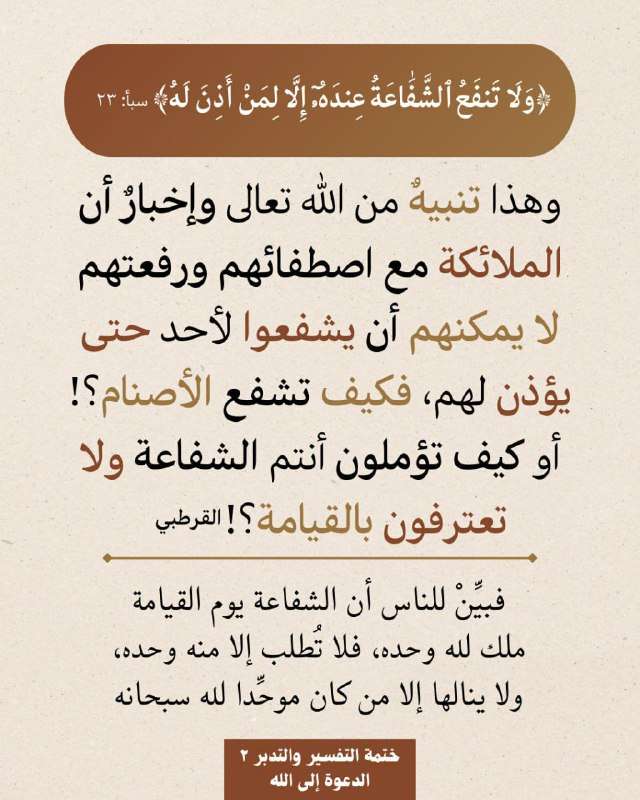 ﴿وَلَا تَنفَعُ ٱلشَّفَٰعَةُ عِندَهُۥٓ إِلَّا لِمَنْ أَذِنَ لَهُ﴾ سبأ: ٢٣
وهذا تنبيهٌ من الله تعالى وإخبارٌ أن
الملائكة مع اصطفائهم ورفعتهم
لا يمكنهم أن يشفعوا لأحد حتى
يؤذن لهم، فكيف تشفع الأصنام؟!
أو كيف تؤملون أنتم الشفاعة ولا
تعترفون بالقيامة؟! القرطبي
فبيِّنْ للناس أن الشفاعة يوم القيامة
ملك لله وحده، فلا تُطلب إلا منه وحده،
ولا ينالها إلا من كان موحِّدا لله سبحانه
ختمة التفسير والتدبر ٢
الدعوة إلى الله